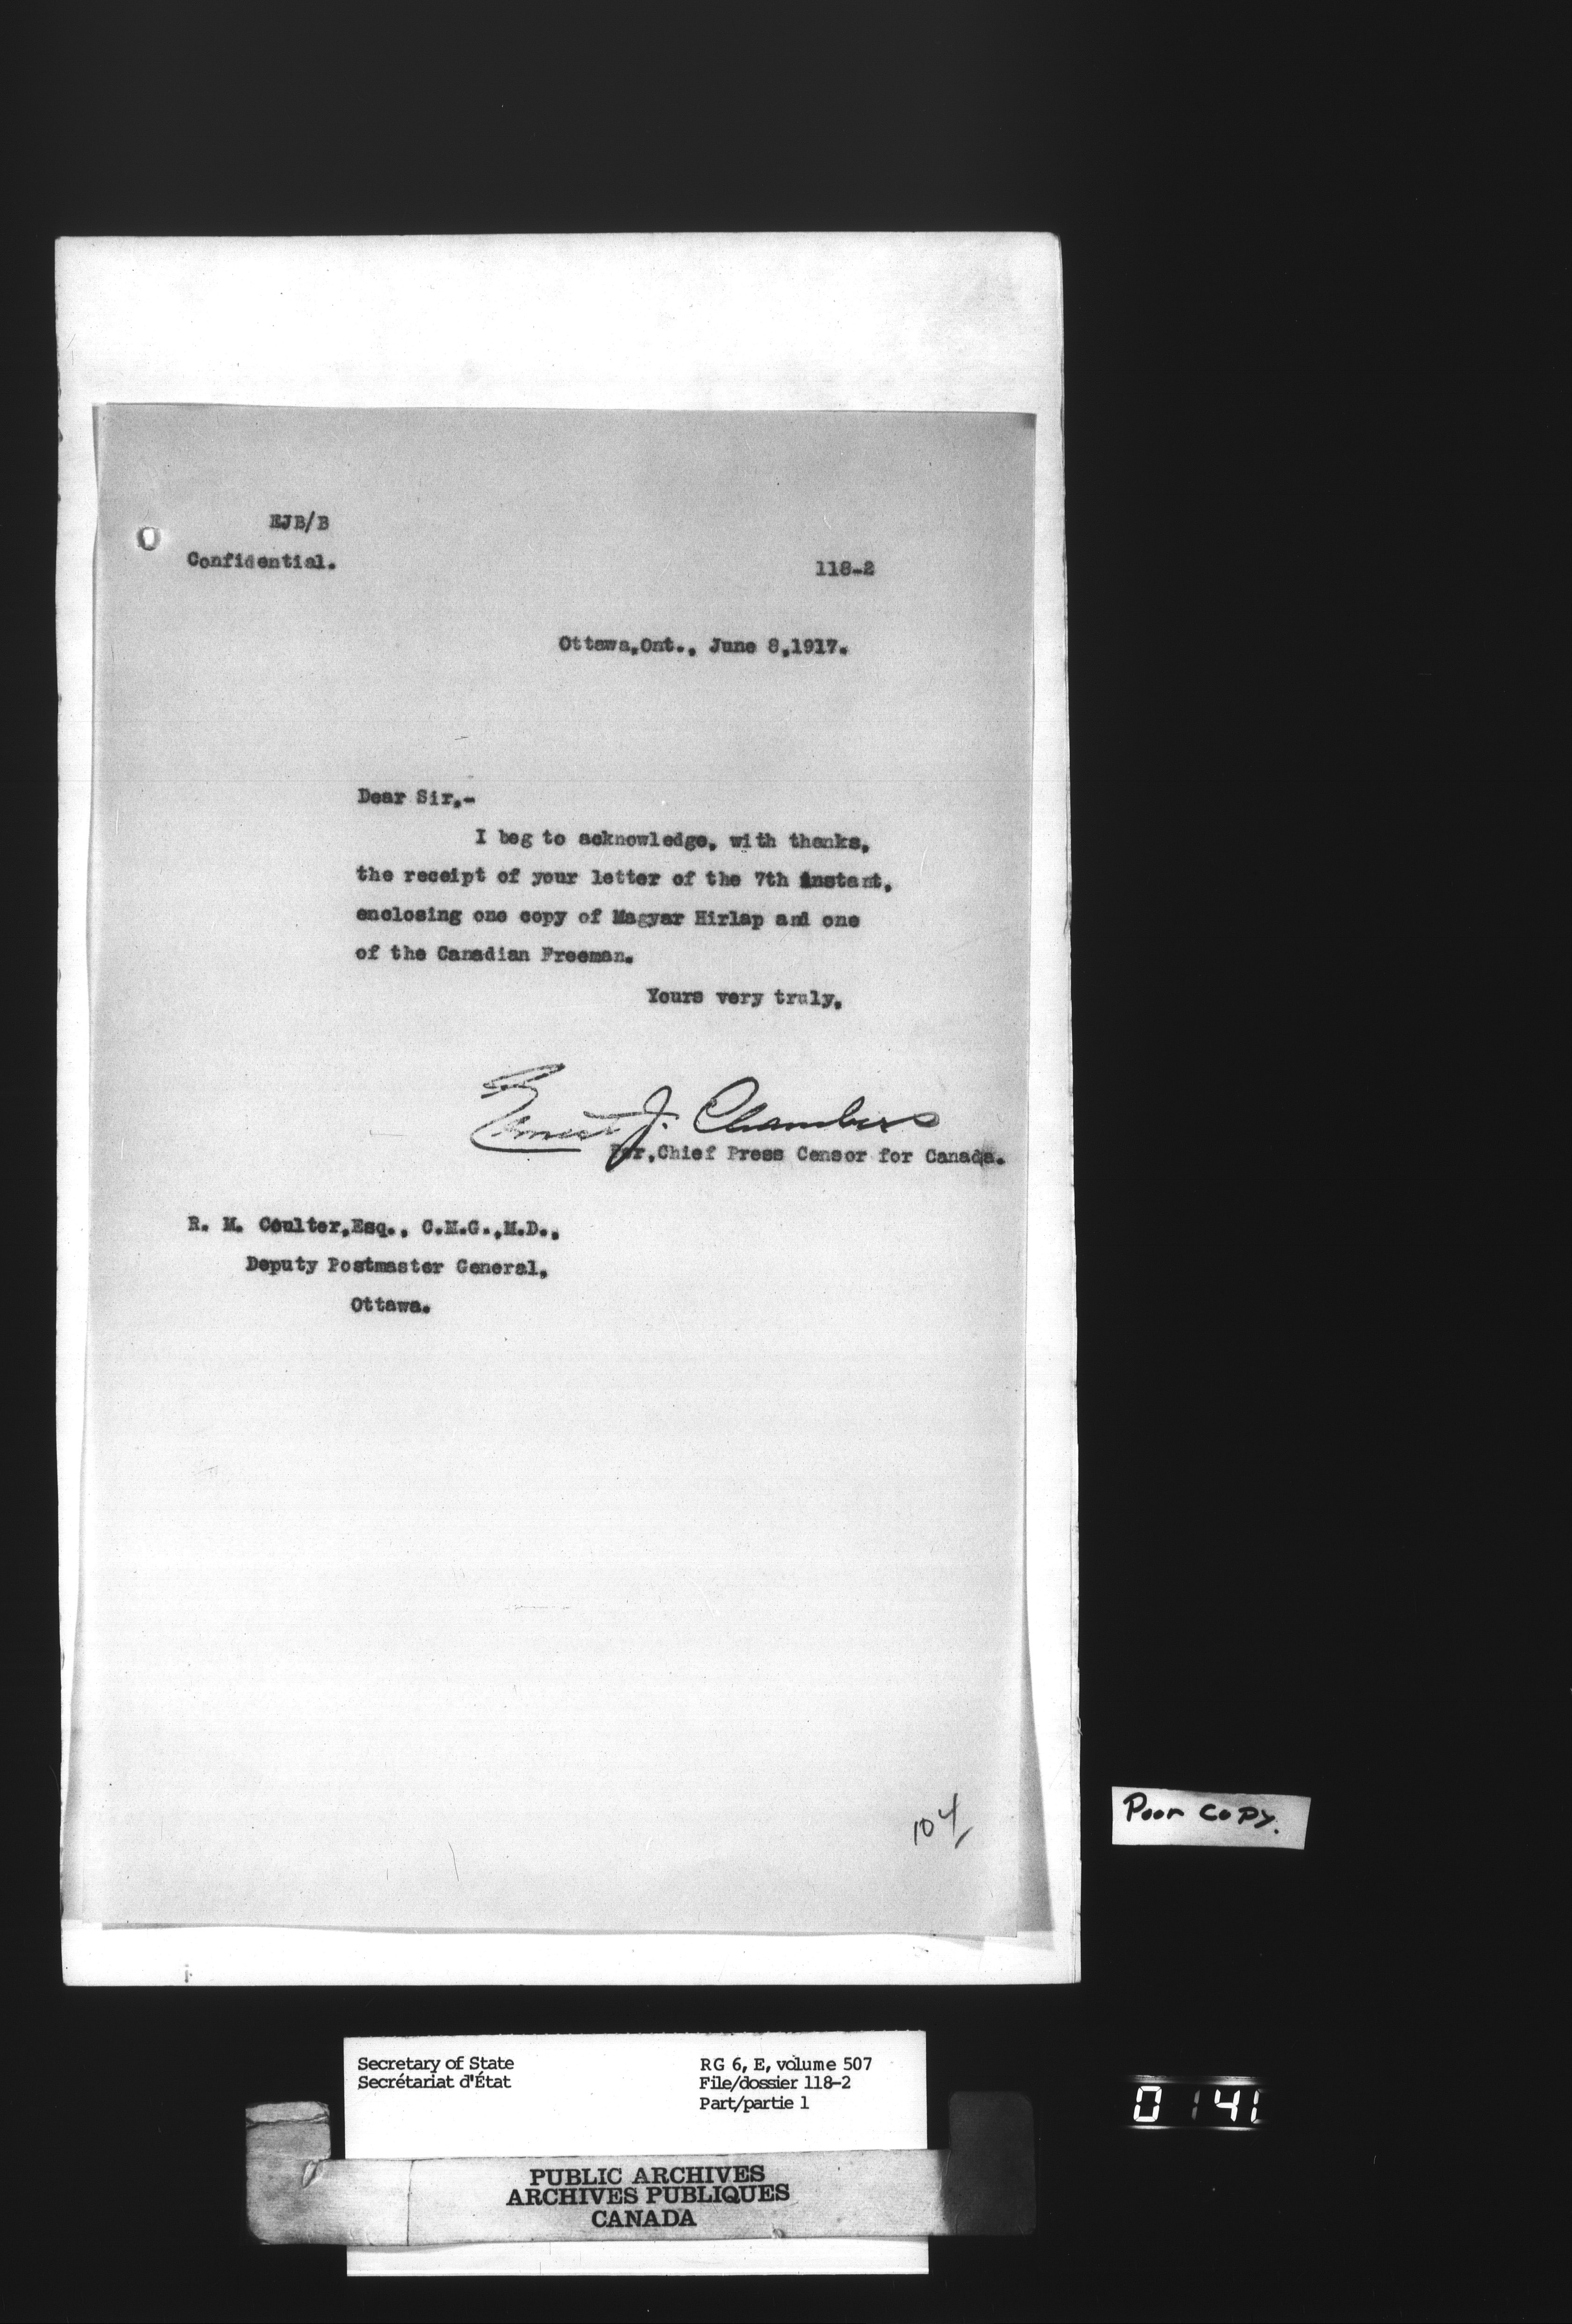 EJB/B
Confidential.
118-2
Ottawa,Ont., June 8,1917.
Dear Sir,-
I beg to acknowledge, with thanks,
the receipt of your letter of the 7th instant,
enclosing one copy of Magyar Hirlap and one
of the Canadian Freeman.
Yours very truly,
Ernest J. Chambers
For,Chief Press Censor for Canada.
R. M. Coulter,Esq., C.M.G.,M.D.,
Deputy Postmaster General,
Ottawa.
104
Poor Copy.
Secretary of State
Secrétariat d'État
RG 6, E, volume 507
File/dossier 118-2
Part/partie 1
0141
PUBLIC ARCHIVES
ARCHIVES PUBLIQUES
CANADA